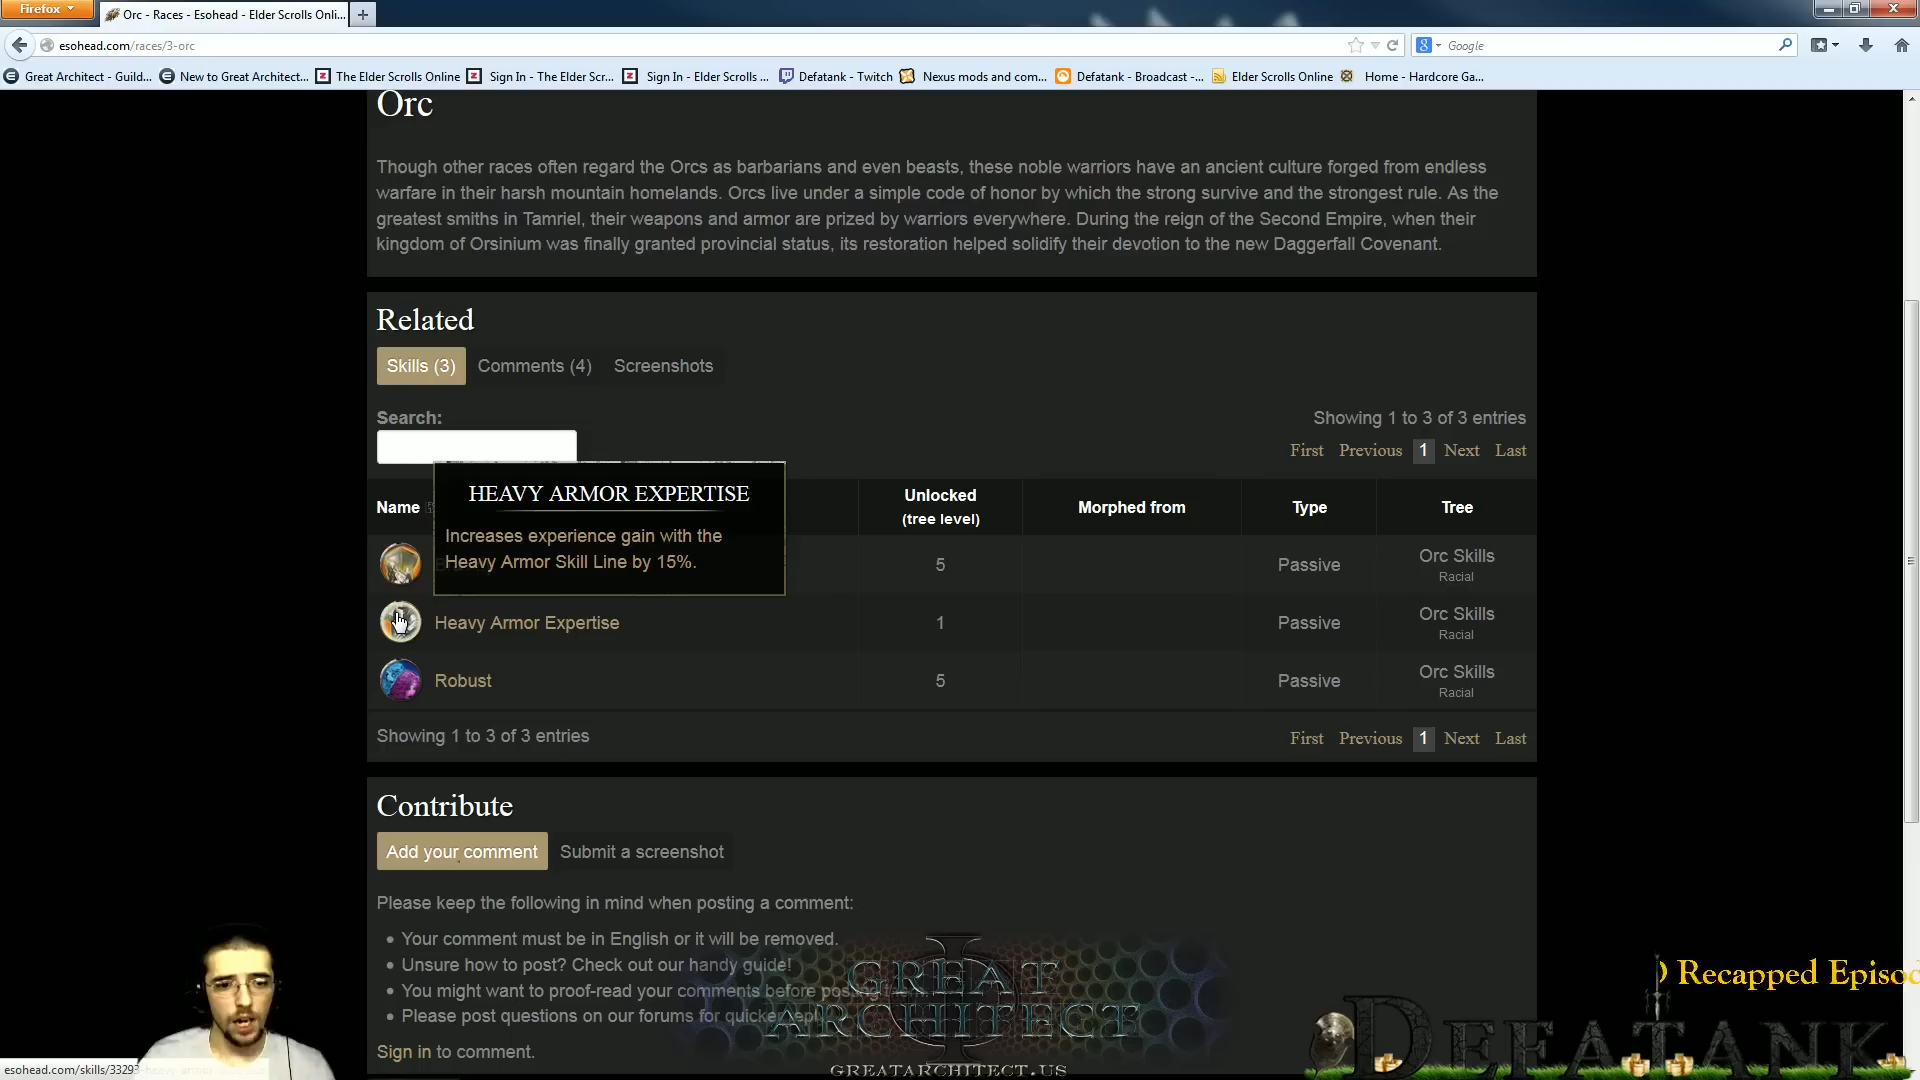 Firefox
Orc - Races - Esohead - Elder Scrolls Onli...
esohead.com/races/3-orc
Google
Great Architect - Guild...
New to Great Architect...
The Elder Scrolls Online
Sign In - The Elder Scr...
Sign In - Elder Scrolls ...
Defatank - Twitch
Nexus mods and com...
Defatank - Broadcast -...
Elder Scrolls Online
Home - Hardcore Ga...
Orc
Though other races often regard the Orcs as barbarians and even beasts, these noble warriors have an ancient culture forged from endless
warfare in their harsh mountain homelands. Orcs live under a simple code of honor by which the strong survive and the strongest rule. As the
greatest smiths in Tamriel, their weapons and armor are prized by warriors everywhere. During the reign of the Second Empire, when their
kingdom of Orsinium was finally granted provincial status, its restoration helped solidify their devotion to the new Daggerfall Covenant.
Related
Skills (3) Comments (4) Screenshots
Search:
Showing 1 to 3 of 3 entries
First Previous 1 Next Last
HEAVY ARMOR EXPERTISE
Increases experience gain with the
Heavy Armor Skill Line by 15%.
Name
Unlocked
(tree level)
Morphed from
Type
Tree
5
Passive
Orc Skills
Racial
Heavy Armor Expertise
1
Passive
Orc Skills
Racial
Robust
5
Passive
Orc Skills
Racial
Showing 1 to 3 of 3 entries
First Previous 1 Next Last
Contribute
Add your comment Submit a screenshot
Please keep the following in mind when posting a comment:
Your comment must be in English or it will be removed.
Unsure how to post? Check out our handy guide!
You might want to proof-read your comments before
Please post questions on our forums for quicker
Sign in to comment.
GREAT
ARCHITECT
GREATARCHITECT.US
Recapped Episod
DEFATANK
esohead.com/skills/33293-heavy-armor